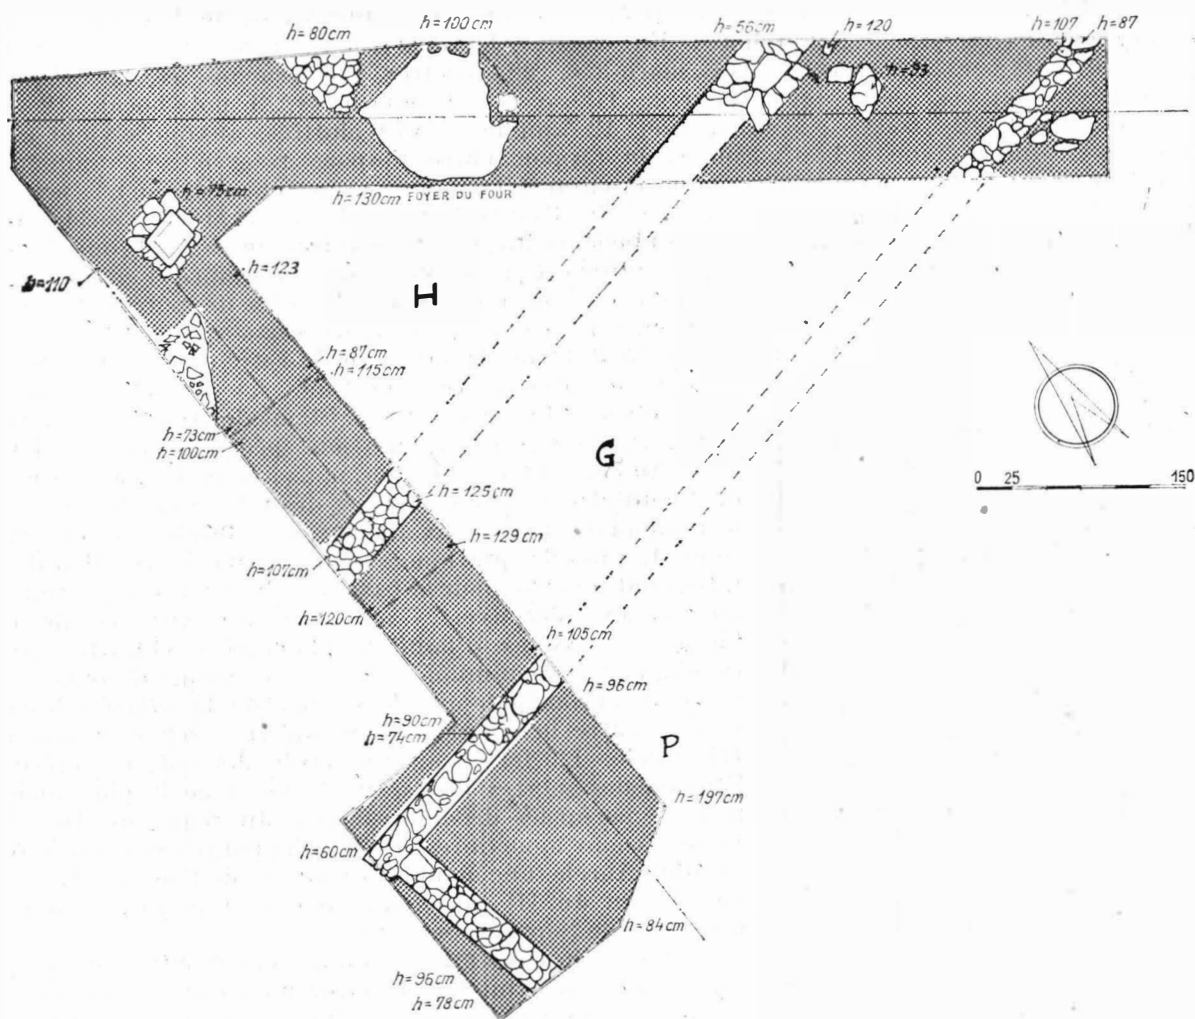 h=80cm
h=100cm
h=56cm
h=120
h=107
h=87
h=93
h=75cm
h=130cm FOYER DU FOUR
h=123
h=110
H
h=87cm
h=115cm
h=73cm
h=100cm
G
0 25 150
h=125cm
h=129cm
h=107cm
h=120cm
h=105cm
h=96cm
h=90cm
h=74cm
P
h=197cm
h=60cm
h=84cm
h=96cm
h=78cm